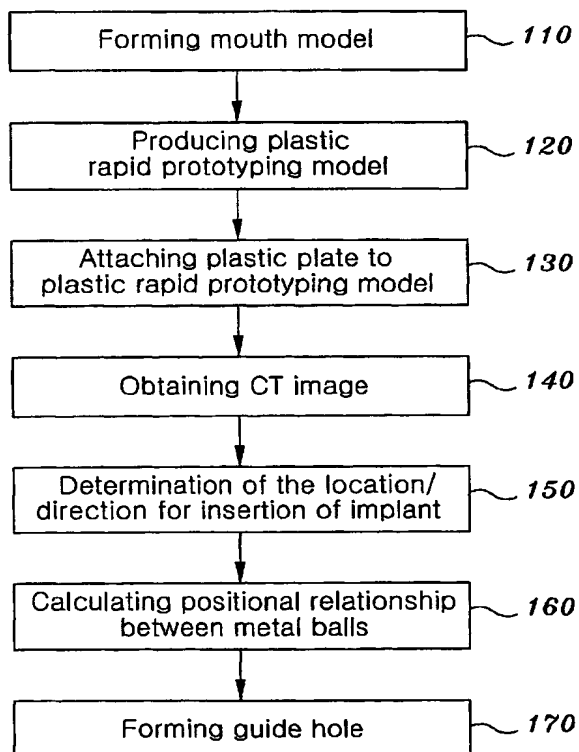 Forming mouth model
110
Producing plastic
rapid prototyping model
120
Attaching plastic plate to
plastic rapid prototyping model
130
Obtaining CT image
140
Determination of the location/
direction for insertion of implant
150
Calculating positional relationship
between metal balls
160
Forming guide hole
170